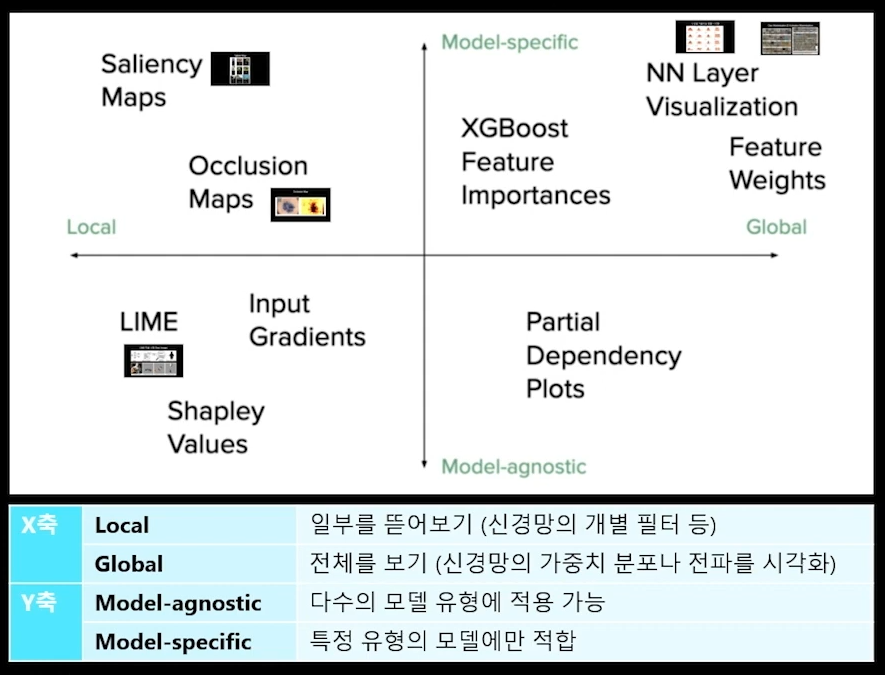 Model-specific
Saliency
Maps
NN Layer
Visualization
XGBoost
Feature
Importances
Feature
Weights
Occlusion
Maps
Local
Global
LIME
Input
Gradients
Partial
Dependency
Plots
Shapley
Values
Model-agnostic
X축 Local 일부를 뜯어보기 (신경망의 개별 필터 등)
Global 전체를 보기 (신경망의 가중치 분포나 전파를 시각화)
Y축 Model-agnostic 다수의 모델 유형에 적용 가능
Model-specific 특정 유형의 모델에만 적합